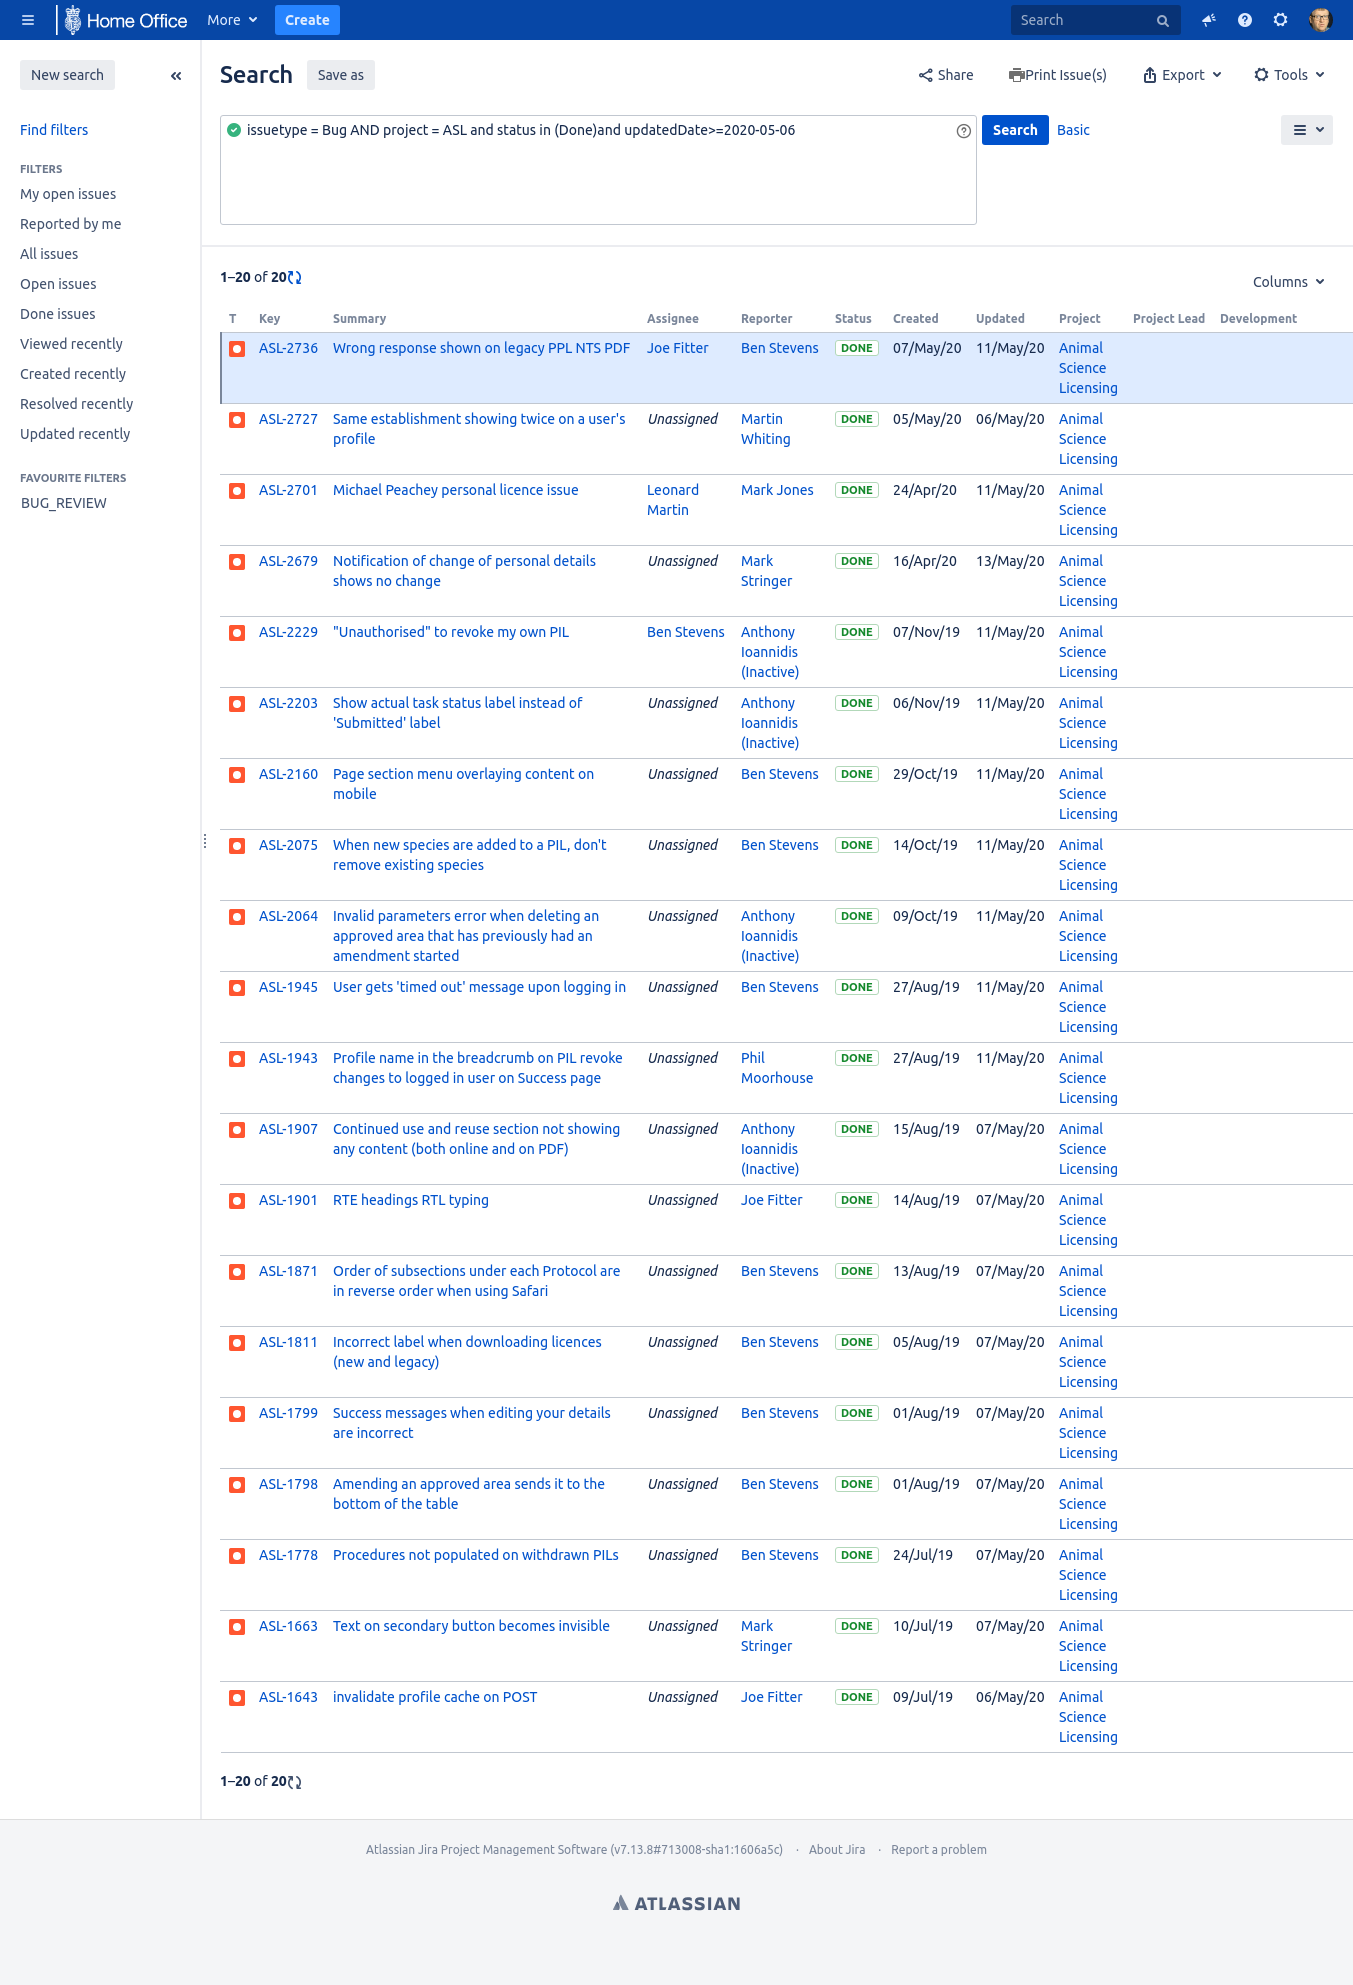 Home Office More Create Search
New search
Search Save as Share Print Issue(s) Export Tools
Find filters
FILTERS
My open issues
Reported by me
All issues
Open issues
Done issues
Viewed recently
Created recently
Resolved recently
Updated recently
FAVOURITE FILTERS
BUG_REVIEW
issuetype = Bug AND project = ASL and status in (Done)and updatedDate>=2020-05-06 Search Basic
1–20 of 20
Columns
T Key Summary Assignee Reporter Status Created Updated Project Project Lead Development
ASL-2736 Wrong response shown on legacy PPL NTS PDF Joe Fitter Ben Stevens DONE 07/May/20 11/May/20 Animal
Science
Licensing
ASL-2727 Same establishment showing twice on a user's Unassigned Martin DONE 05/May/20 06/May/20 Animal
profile Whiting Science
Licensing
ASL-2701 Michael Peachey personal licence issue Leonard Mark Jones DONE 24/Apr/20 11/May/20 Animal
Martin Science
Licensing
ASL-2679 Notification of change of personal details Unassigned Mark DONE 16/Apr/20 13/May/20 Animal
shows no change Stringer Science
Licensing
ASL-2229 "Unauthorised" to revoke my own PIL Ben Stevens Anthony DONE 07/Nov/19 11/May/20 Animal
Ioannidis Science
(Inactive) Licensing
ASL-2203 Show actual task status label instead of Unassigned Anthony DONE 06/Nov/19 11/May/20 Animal
'Submitted' label Ioannidis Science
(Inactive) Licensing
ASL-2160 Page section menu overlaying content on Unassigned Ben Stevens DONE 29/Oct/19 11/May/20 Animal
mobile Science
Licensing
ASL-2075 When new species are added to a PIL, don't Unassigned Ben Stevens DONE 14/Oct/19 11/May/20 Animal
remove existing species Science
Licensing
ASL-2064 Invalid parameters error when deleting an Unassigned Anthony DONE 09/Oct/19 11/May/20 Animal
approved area that has previously had an Ioannidis Science
amendment started (Inactive) Licensing
ASL-1945 User gets 'timed out' message upon logging in Unassigned Ben Stevens DONE 27/Aug/19 11/May/20 Animal
Science
Licensing
ASL-1943 Profile name in the breadcrumb on PIL revoke Unassigned Phil DONE 27/Aug/19 11/May/20 Animal
changes to logged in user on Success page Moorhouse Science
Licensing
ASL-1907 Continued use and reuse section not showing Unassigned Anthony DONE 15/Aug/19 07/May/20 Animal
any content (both online and on PDF) Ioannidis Science
(Inactive) Licensing
ASL-1901 RTE headings RTL typing Unassigned Joe Fitter DONE 14/Aug/19 07/May/20 Animal
Science
Licensing
ASL-1871 Order of subsections under each Protocol are Unassigned Ben Stevens DONE 13/Aug/19 07/May/20 Animal
in reverse order when using Safari Science
Licensing
ASL-1811 Incorrect label when downloading licences Unassigned Ben Stevens DONE 05/Aug/19 07/May/20 Animal
(new and legacy) Science
Licensing
ASL-1799 Success messages when editing your details Unassigned Ben Stevens DONE 01/Aug/19 07/May/20 Animal
are incorrect Science
Licensing
ASL-1798 Amending an approved area sends it to the Unassigned Ben Stevens DONE 01/Aug/19 07/May/20 Animal
bottom of the table Science
Licensing
ASL-1778 Procedures not populated on withdrawn PILs Unassigned Ben Stevens DONE 24/Jul/19 07/May/20 Animal
Science
Licensing
ASL-1663 Text on secondary button becomes invisible Unassigned Mark DONE 10/Jul/19 07/May/20 Animal
Stringer Science
Licensing
ASL-1643 invalidate profile cache on POST Unassigned Joe Fitter DONE 09/Jul/19 06/May/20 Animal
Science
Licensing
1–20 of 20
Atlassian Jira Project Management Software (v7.13.8#713008-sha1:1606a5c) · About Jira · Report a problem
ATLASSIAN